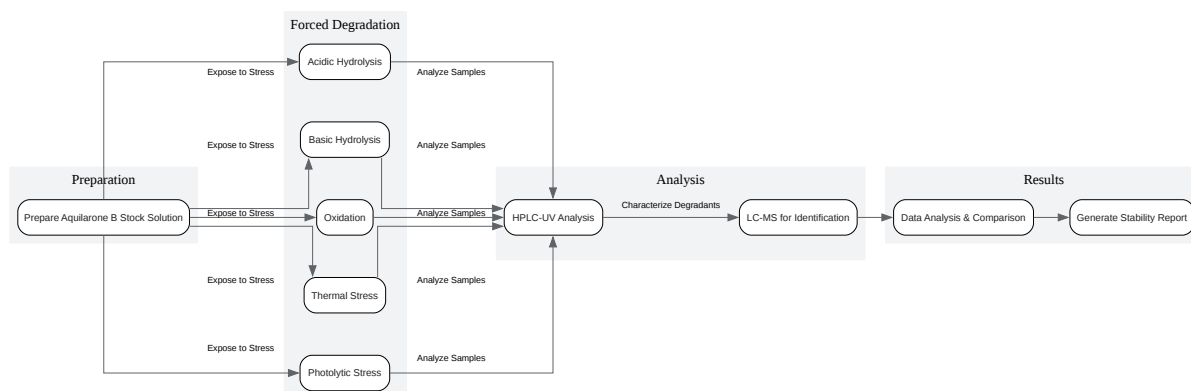 Forced Degradation
Acidic Hydrolysis
Expose to Stress
Analyze Samples
Basic Hydrolysis
Expose to Stress
Analyze Samples
Preparation
Analysis
Results
Prepare Aquilarone B Stock Solution
Expose to Stress
Oxidation
Analyze Samples
HPLC-UV Analysis
Characterize Degradants
LC-MS for Identification
Data Analysis & Comparison
Generate Stability Report
Expose to Stress
Thermal Stress
Analyze Samples
Expose to Stress
Photolytic Stress
Analyze Samples